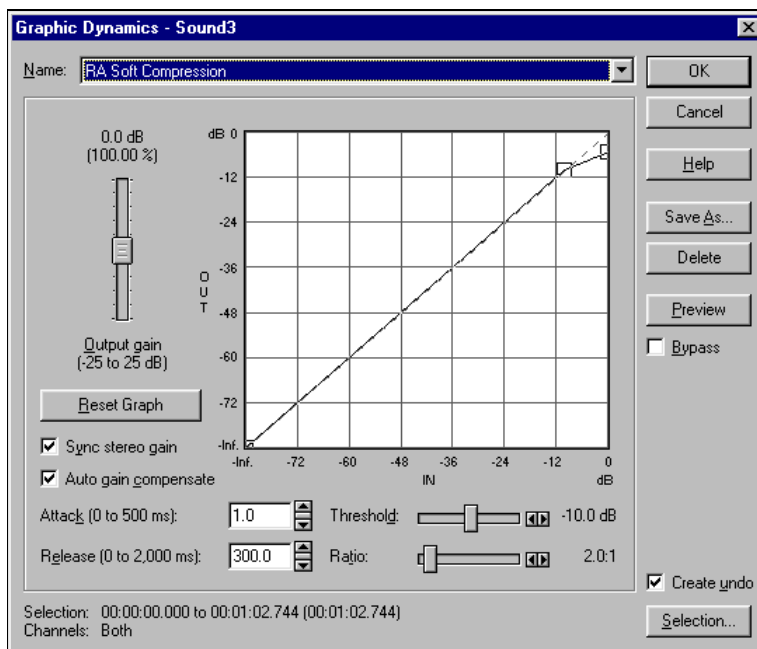 Graphic Dynamics - Sound3
Name: RA Soft Compression
OK
Cancel
Help
Save As...
Delete
Preview
Bypass
0.0 dB
(100.00 %)
Output gain
(-25 to 25 dB)
Reset Graph
Sync stereo gain
Auto gain compensate
dB 0
-12
-24
-36
-48
-60
-72
-Inf.
OUT
-Inf. -72 -60 -48 -36 -24 -12 0
IN dB
Attack (0 to 500 ms): 1.0 Threshold: -10.0 dB
Release (0 to 2,000 ms): 300.0 Ratio: 2.0:1
Create undo
Selection: 00:00:00.000 to 00:01:02.744 (00:01:02.744)
Channels: Both
Selection...